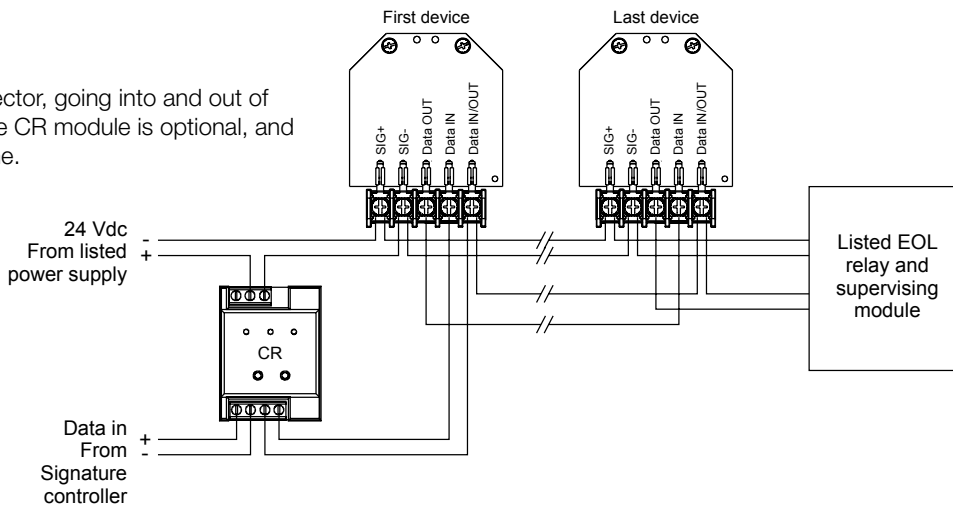 First device
Last device
ector, going into and out of
e CR module is optional, and
e.
SIG+
SIG-
Data OUT
Data IN
Data IN/OUT
SIG+
SIG-
Data OUT
Data IN
Data IN/OUT
24 Vdc
From listed
power supply
-
+
Listed EOL
relay and
supervising
module
CR
Data in
From
Signature
controller
+
-